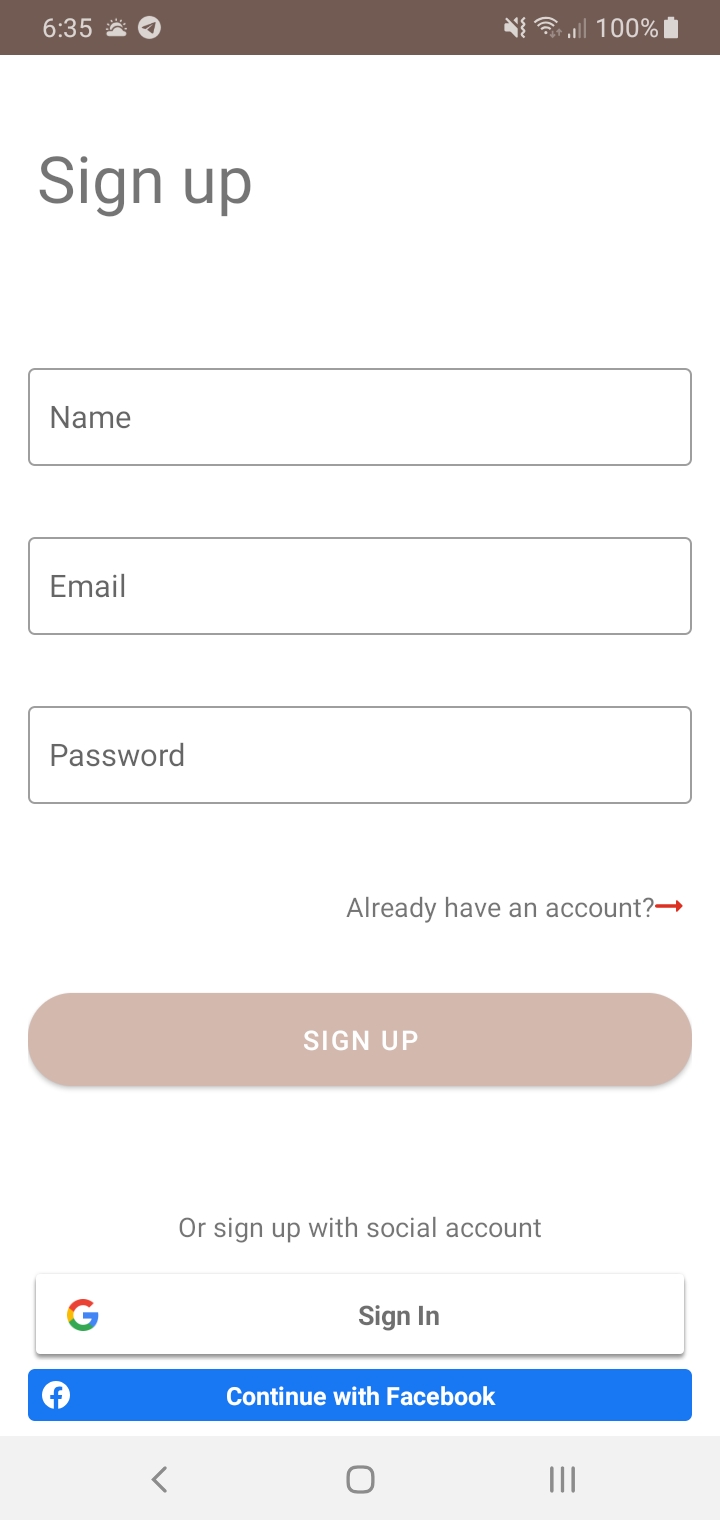 6:35 100%
Sign up
Name
Email
Password
Already have an account?
SIGN UP
Or sign up with social account
Sign In
Continue with Facebook